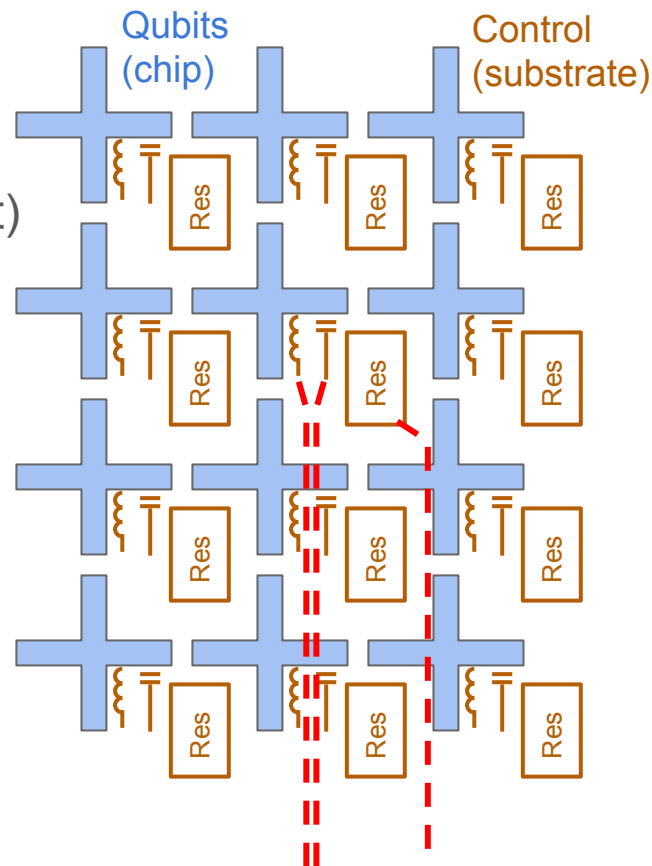 Qubits
(chip)
Control
(substrate)
t)
Res
Res
Res
Res
Res
Res
Res
Res
Res
Res
Res
Res